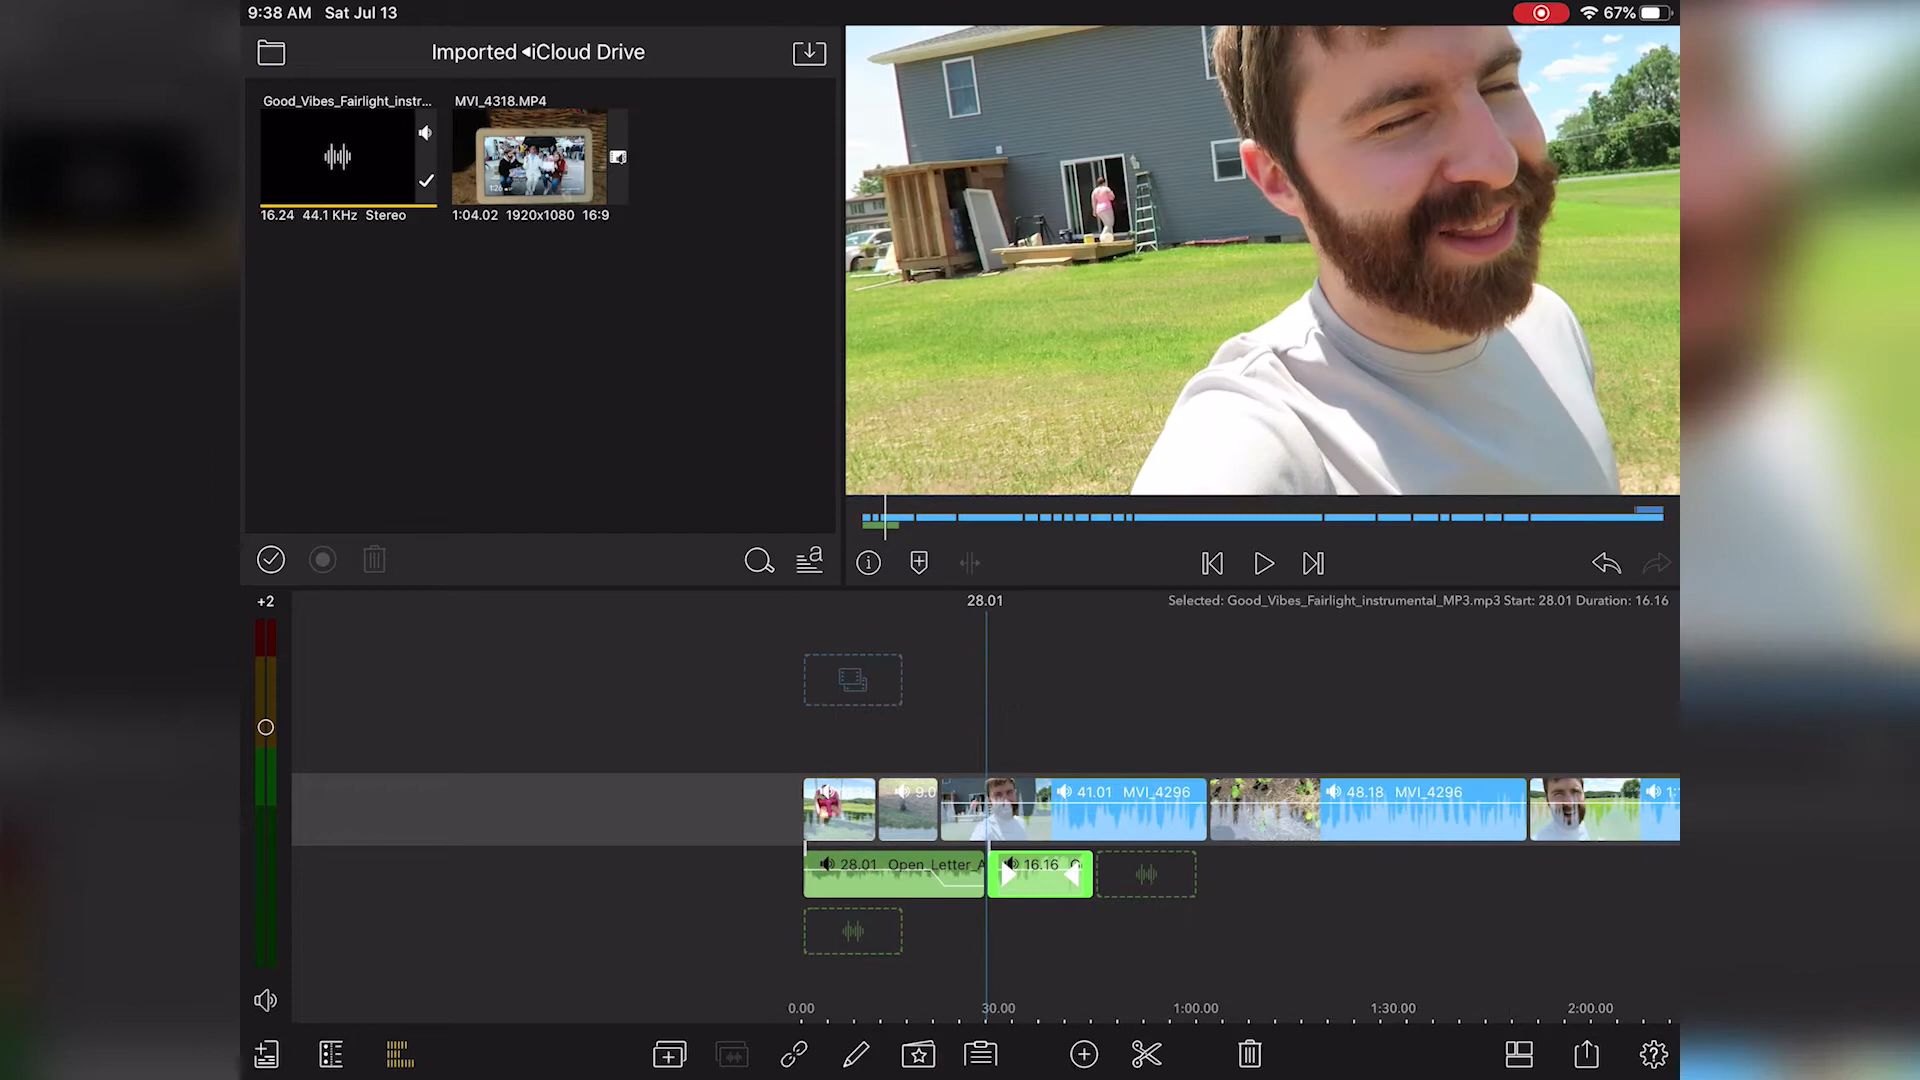 9:38 AM Sat Jul 13
67%
Imported ◂iCloud Drive
Good_Vibes_Fairlight_instr...
MVI_4318.MP4
1:26
16.24 44.1 KHz Stereo
1:04.02 1920x1080 16:9
+2
28.01
Selected: Good_Vibes_Fairlight_instrumental_MP3.mp3 Start: 28.01 Duration: 16.16
9.0
41.01 MVI_4296
48.18 MVI_4296
28.01 Open_Letter_A
16.16
0.00
30.00
1:00.00
1:30.00
2:00.00